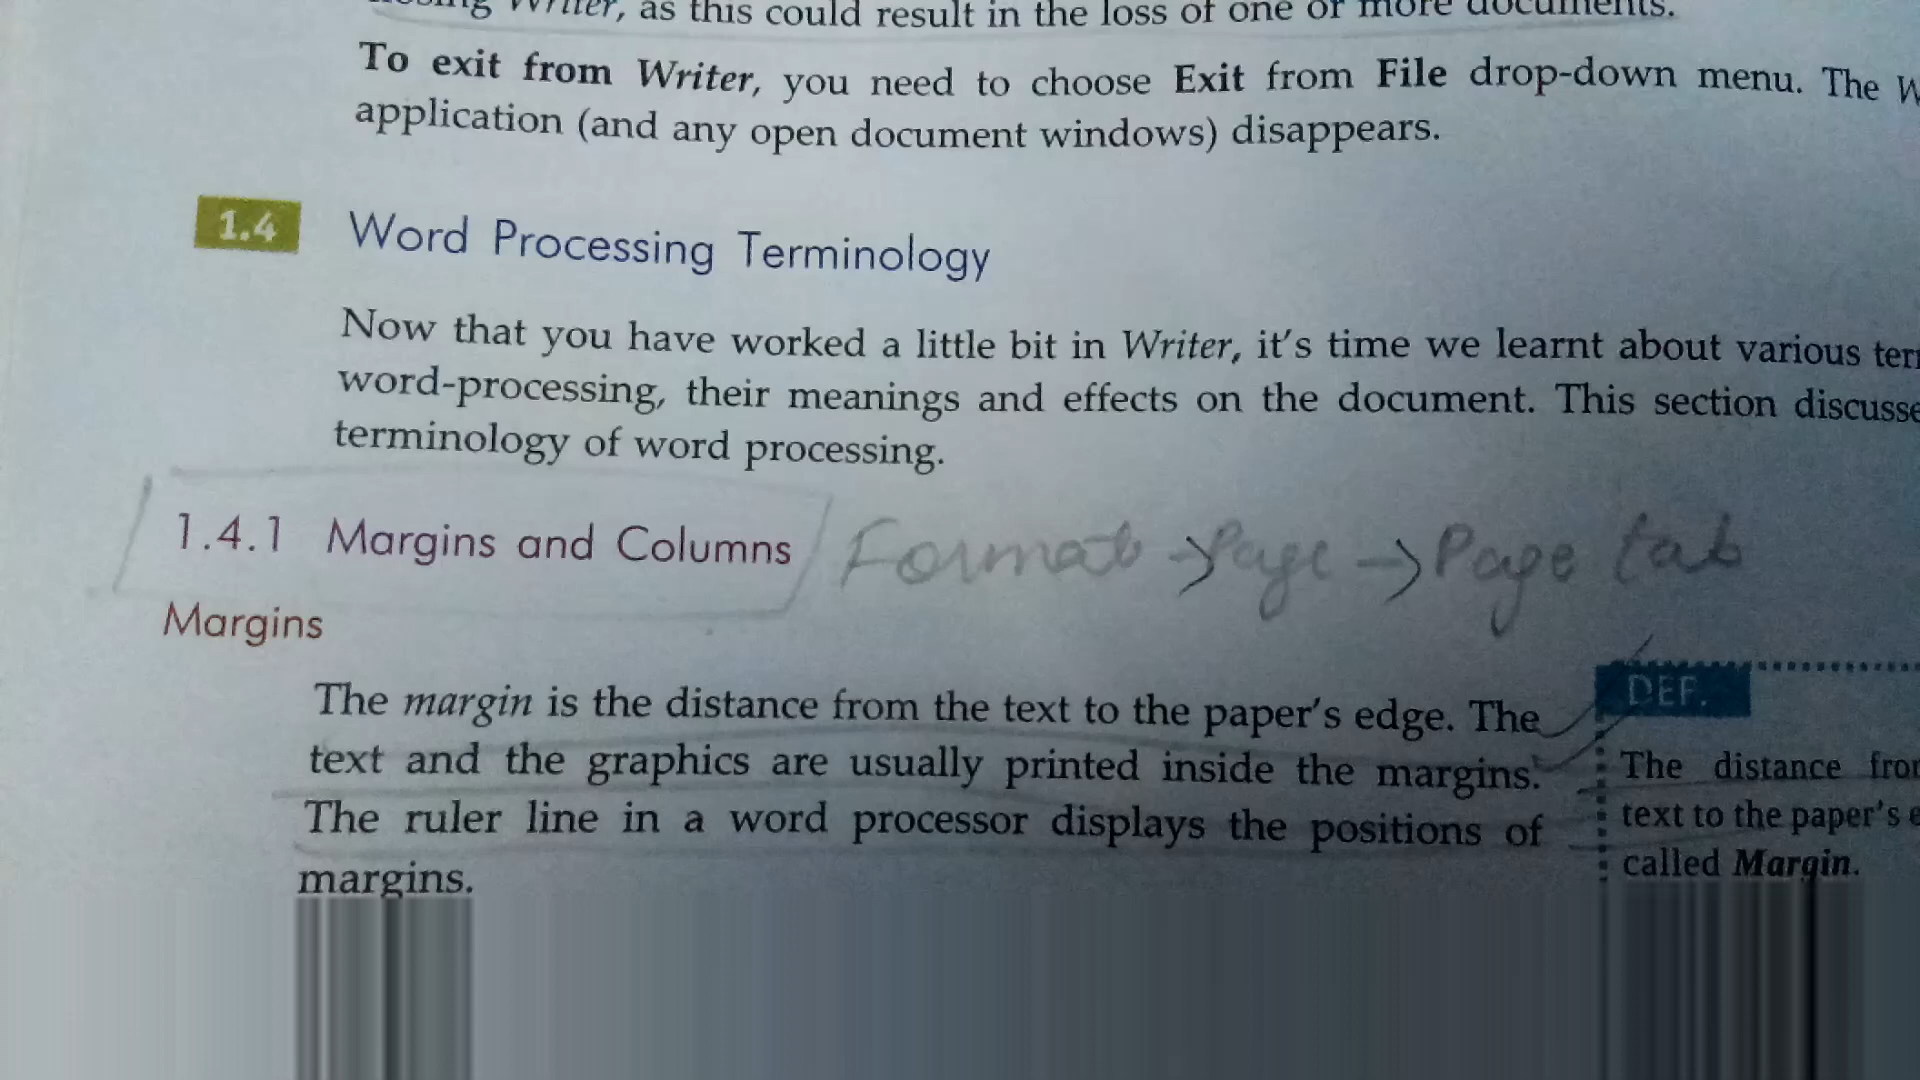 Writer, as this could result in the loss of one or more documents.
To exit from Writer, you need to choose Exit from File drop-down menu. The
application (and any open document windows) disappears.
1.4 Word Processing Terminology
Now that you have worked a little bit in Writer, it's time we learnt about various
word-processing, their meanings and effects on the document. This section
terminology of word processing.
1.4.1 Margins and Columns Format → Page → Page tab
Margins
The margin is the distance from the text to the paper's edge. The
text and the graphics are usually printed inside the margins.
The ruler line in a word processor displays the positions of
margins.
DEF.
The distance
text to the paper's
called Margin.